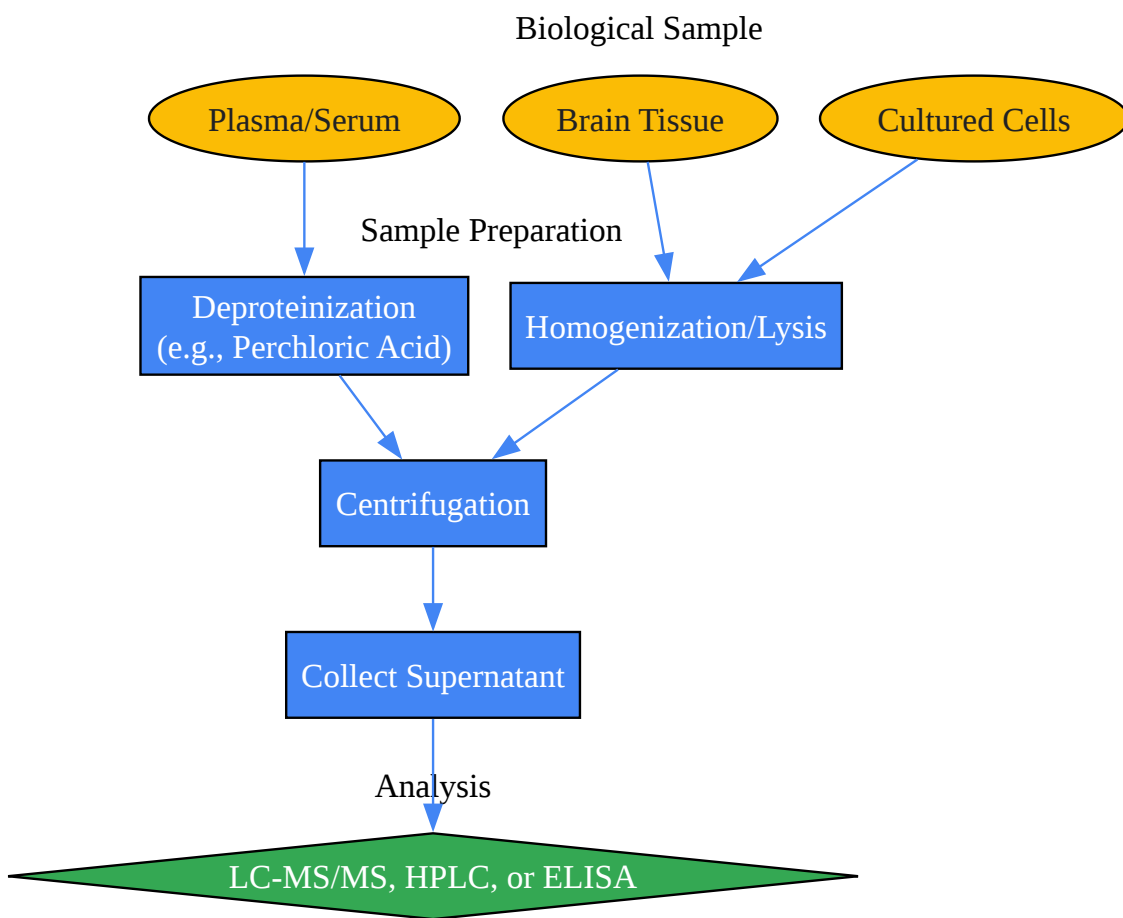 Biological Sample
Plasma/Serum
Brain Tissue
Cultured Cells
Sample Preparation
Deproteinization
(e.g., Perchloric Acid)
Homogenization/Lysis
Centrifugation
Collect Supernatant
Analysis
LC-MS/MS, HPLC, or ELISA